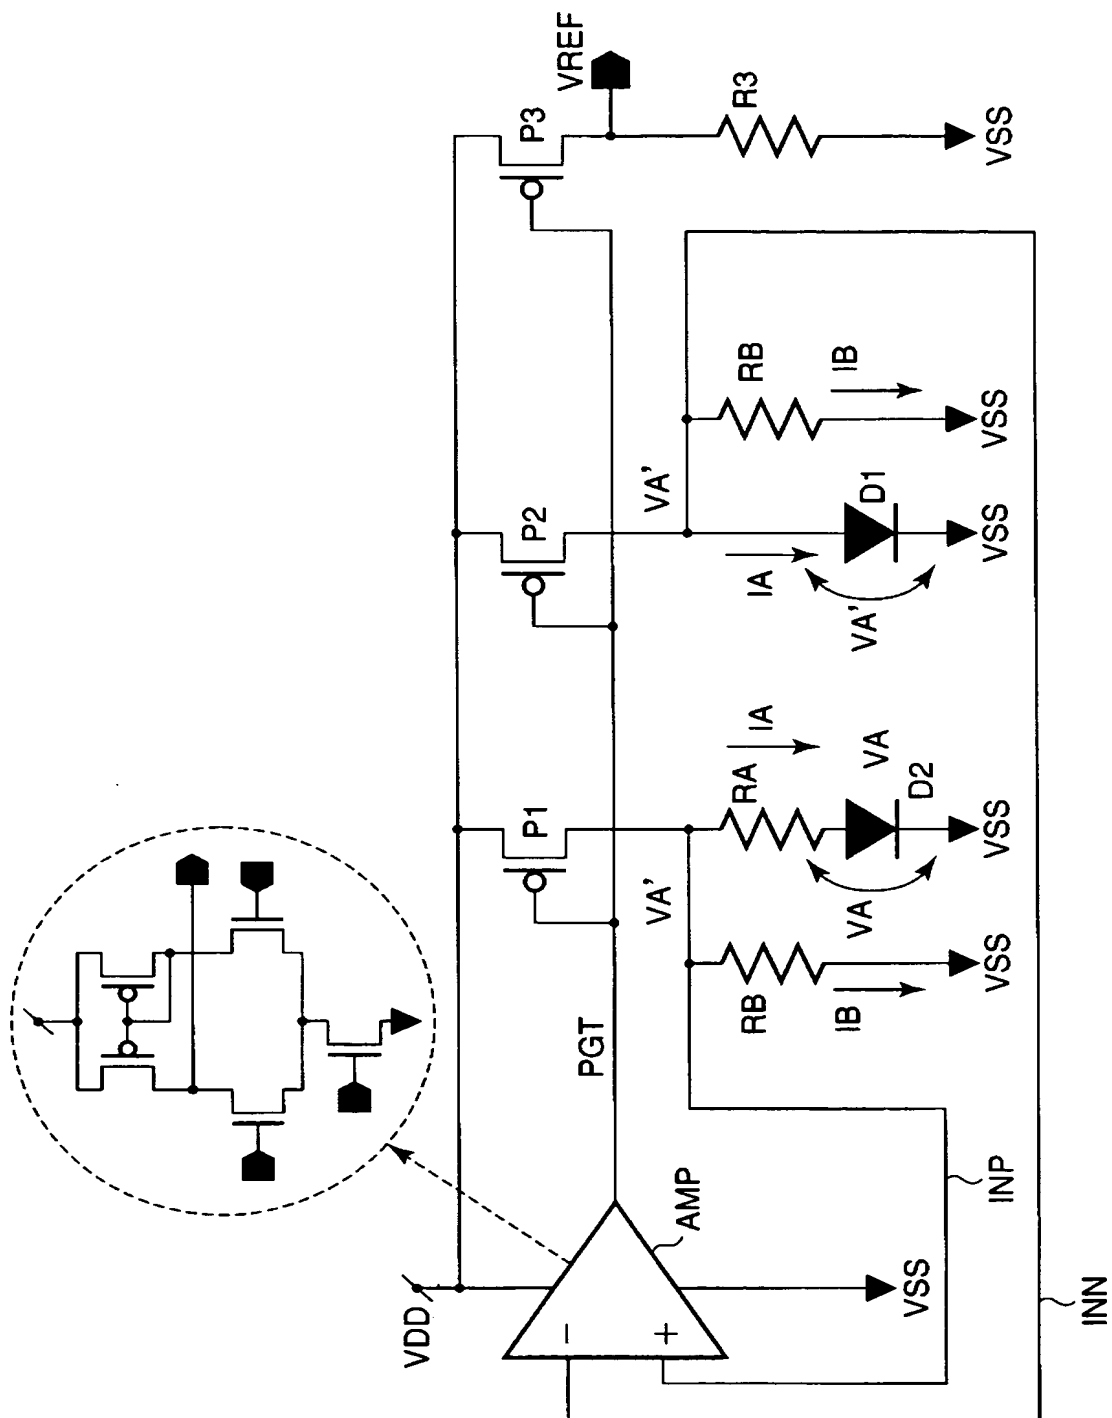 VDD
AMP
VSS
INP
INN
PGT
P1
P2
P3
VREF
VA'
VA'
RB
IB
VSS
RA
IA
VA
VA
D2
VSS
IA
VA'
D1
VSS
RB
IB
VSS
R3
VSS
−
+